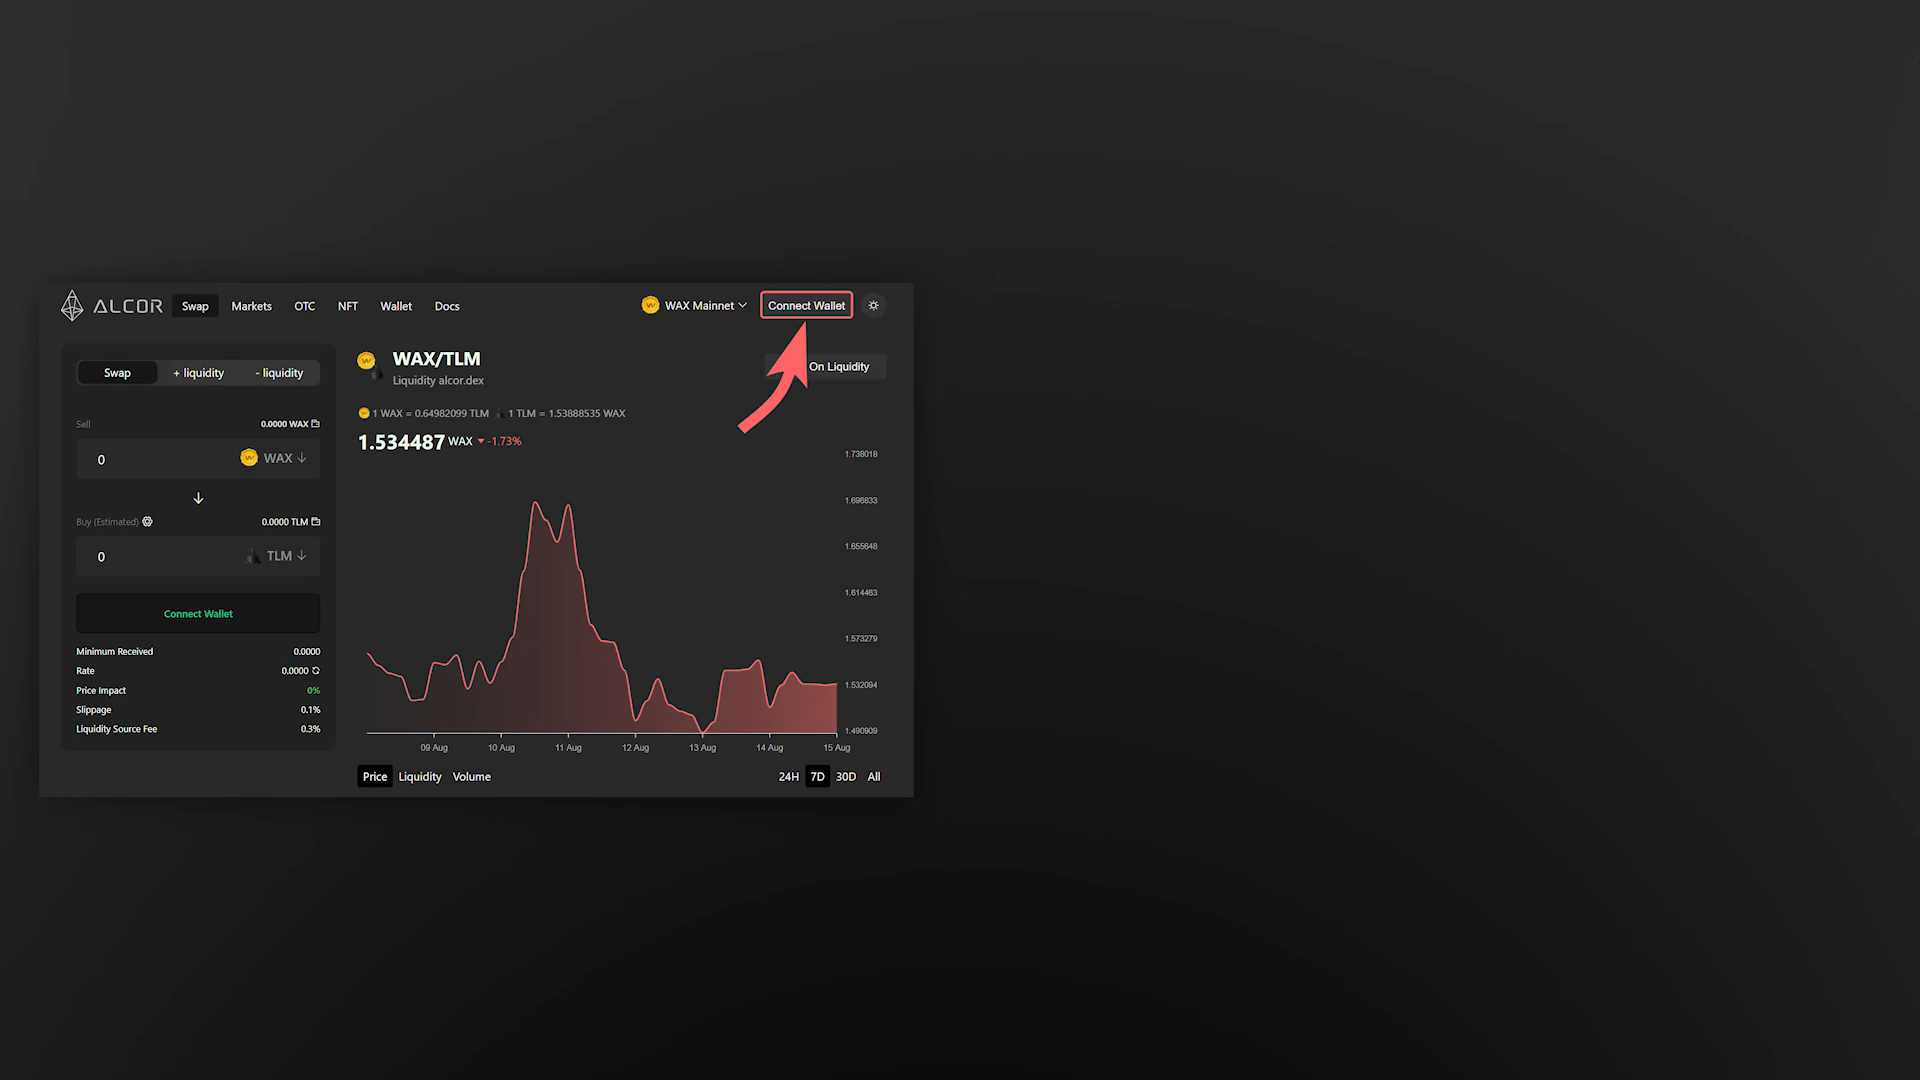 ALCOR Swap Markets OTC NFT Wallet Docs WAX Mainnet Connect Wallet
Swap + liquidity - liquidity
Sell 0.0000 WAX
0 WAX
Buy (Estimated) 0.0000 TLM
0 TLM
Connect Wallet
Minimum Received 0.0000
Rate 0.0000
Price Impact 0%
Slippage 0.1%
Liquidity Source Fee 0.3%
WAX/TLM
Liquidity alcor.dex
On Liquidity
1 WAX = 0.64982099 TLM 1 TLM = 1.53888535 WAX
1.534487 WAX -1.73%
1.738018
1.696833
1.655648
1.614463
1.573279
1.532094
1.490909
09 Aug 10 Aug 11 Aug 12 Aug 13 Aug 14 Aug 15 Aug
Price Liquidity Volume 24H 7D 30D All